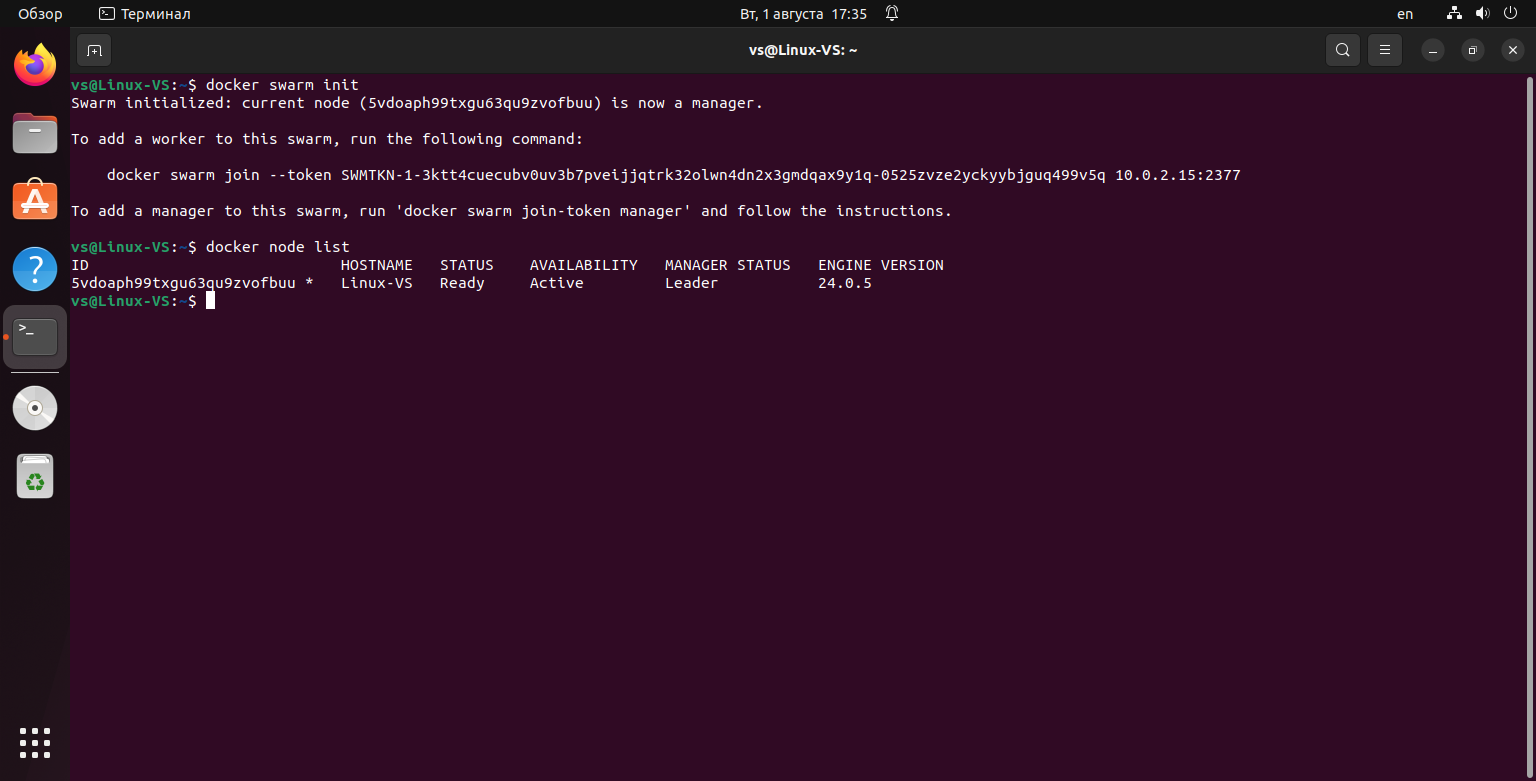 Обзор Терминал Вт, 1 августа 17:35 en
vs@Linux-VS: ~
vs@Linux-VS:~$ docker swarm init
Swarm initialized: current node (5vdoaph99txgu63qu9zvofbuu) is now a manager.
To add a worker to this swarm, run the following command:
docker swarm join --token SWMTKN-1-3ktt4cuecubv0uv3b7pveijjqtrk32olwn4dn2x3gmdqax9y1q-0525zvze2yckyybjguq499v5q 10.0.2.15:2377
To add a manager to this swarm, run 'docker swarm join-token manager' and follow the instructions.
vs@Linux-VS:~$ docker node list
ID HOSTNAME STATUS AVAILABILITY MANAGER STATUS ENGINE VERSION
5vdoaph99txgu63qu9zvofbuu * Linux-VS Ready Active Leader 24.0.5
vs@Linux-VS:~$